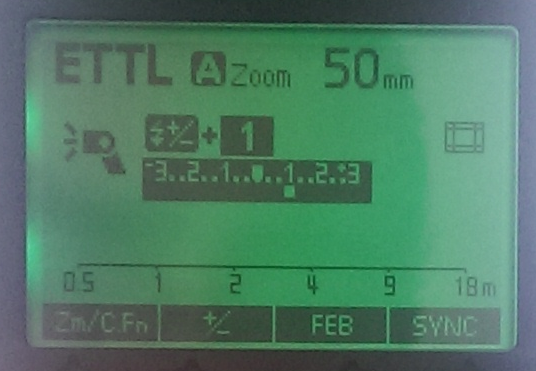 ETTL A Zoom 50mm
+/- +1
-3..2..1..0..1..2.:+3
0.5 1 2 4 9 18m
Zm/C.Fn +/- FEB SYNC